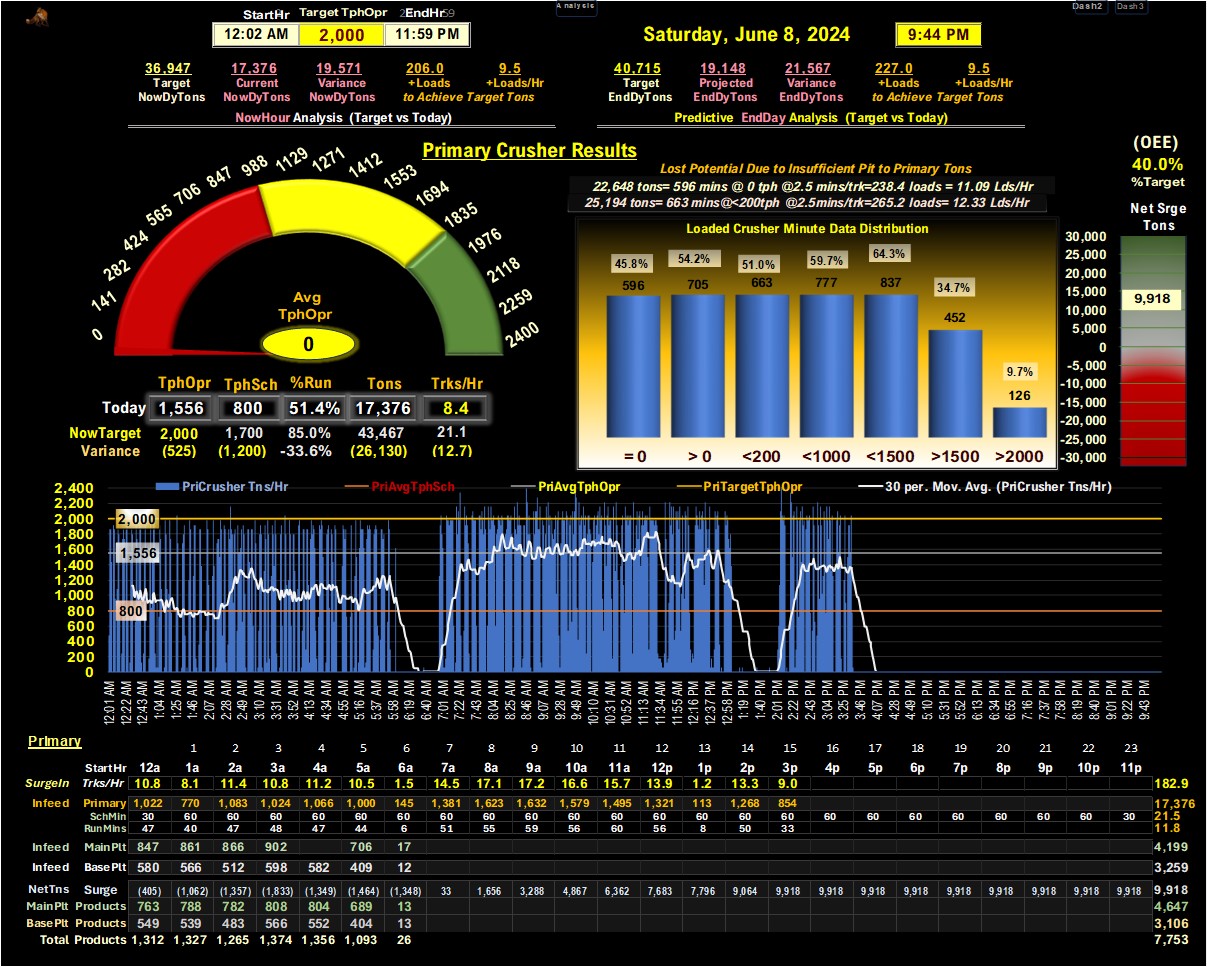 Analysis Dash2 Dash3
StartHr Target TphOpr EndHr
12:02 AM 2,000 11:59 PM
Saturday, June 8, 2024 9:44 PM
36,947 17,376 19,571 206.0 9.5
Target Current Variance +Loads +Loads/Hr
NowDyTons NowDyTons NowDyTons to Achieve Target Tons
NowHour Analysis (Target vs Today)
40,715 19,148 21,567 227.0 9.5
Target Projected Variance +Loads +Loads/Hr
EndDyTons EndDyTons EndDyTons to Achieve Target Tons
Predictive EndDay Analysis (Target vs Today)
Primary Crusher Results
0 141 282 424 565 706 847 988 1129 1271 1412 1553 1694 1835 1976 2118 2259 2400
Avg
TphOpr
0
TphOpr TphSch %Run Tons Trks/Hr
Today 1,556 800 51.4% 17,376 8.4
NowTarget 2,000 1,700 85.0% 43,467 21.1
Variance (525) (1,200) -33.6% (26,130) (12.7)
Lost Potential Due to Insufficient Pit to Primary Tons
22,648 tons= 596 mins @ 0 tph @2.5 mins/trk=238.4 loads = 11.09 Lds/Hr
25,194 tons= 663 mins@<200tph @2.5mins/trk=265.2 loads= 12.33 Lds/Hr
Loaded Crusher Minute Data Distribution
45.8% 54.2% 51.0% 59.7% 64.3% 34.7% 9.7%
596 705 663 777 837 452 126
= 0 > 0 <200 <1000 <1500 >1500 >2000
(OEE)
40.0%
%Target
Net Srge
Tons
30,000
25,000
20,000
15,000
10,000
5,000
0
-5,000
-10,000
-15,000
-20,000
-25,000
-30,000
9,918
PriCrusher Tns/Hr PriAvgTphSch PriAvgTphOpr PriTargetTphOpr 30 per. Mov. Avg. (PriCrusher Tns/Hr)
2,400
2,200
2,000
1,800
1,600
1,400
1,200
1,000
800
600
400
200
0
2,000
1,556
800
12:01 AM 12:22 AM 12:43 AM 1:04 AM 1:25 AM 1:46 AM 2:07 AM 2:28 AM 2:49 AM 3:10 AM 3:31 AM 3:52 AM 4:13 AM 4:34 AM 4:55 AM 5:16 AM 5:37 AM 5:58 AM 6:19 AM 6:40 AM 7:01 AM 7:22 AM 7:43 AM 8:04 AM 8:25 AM 8:46 AM 9:07 AM 9:28 AM 9:49 AM 10:10 AM 10:31 AM 10:52 AM 11:13 AM 11:34 AM 11:55 AM 12:16 PM 12:37 PM 12:58 PM 1:19 PM 1:40 PM 2:01 PM 2:22 PM 2:43 PM 3:04 PM 3:25 PM 3:46 PM 4:07 PM 4:28 PM 4:49 PM 5:10 PM 5:31 PM 5:52 PM 6:13 PM 6:34 PM 6:55 PM 7:16 PM 7:37 PM 7:58 PM 8:19 PM 8:40 PM 9:01 PM 9:22 PM 9:43 PM
Primary
1 2 3 4 5 6 7 8 9 10 11 12 13 14 15 16 17 18 19 20 21 22 23
StartHr 12a 1a 2a 3a 4a 5a 6a 7a 8a 9a 10a 11a 12p 1p 2p 3p 4p 5p 6p 7p 8p 9p 10p 11p
SurgeIn Trks/Hr 10.8 8.1 11.4 10.8 11.2 10.5 1.5 14.5 17.1 17.2 16.6 15.7 13.9 1.2 13.3 9.0 182.9
Infeed Primary 1,022 770 1,083 1,024 1,066 1,000 145 1,381 1,623 1,632 1,579 1,495 1,321 113 1,268 854 17,376
SchMin 30 60 60 60 60 60 60 60 60 60 60 60 60 60 60 60 60 60 60 60 60 60 60 30 21.5
RunMins 47 40 47 48 47 44 6 51 55 59 56 60 56 8 50 33 11.8
Infeed MainPlt 847 861 866 902 706 17 4,199
Infeed BasePlt 580 566 512 598 582 409 12 3,259
NetTns Surge (405) (1,062) (1,357) (1,833) (1,349) (1,464) (1,348) 33 1,656 3,288 4,867 6,362 7,683 7,796 9,064 9,918 9,918 9,918 9,918 9,918 9,918 9,918 9,918 9,918 9,918
MainPlt Products 763 788 782 808 804 689 13 4,647
BasePlt Products 549 539 483 566 552 404 13 3,106
Total Products 1,312 1,327 1,265 1,374 1,356 1,093 26 7,753